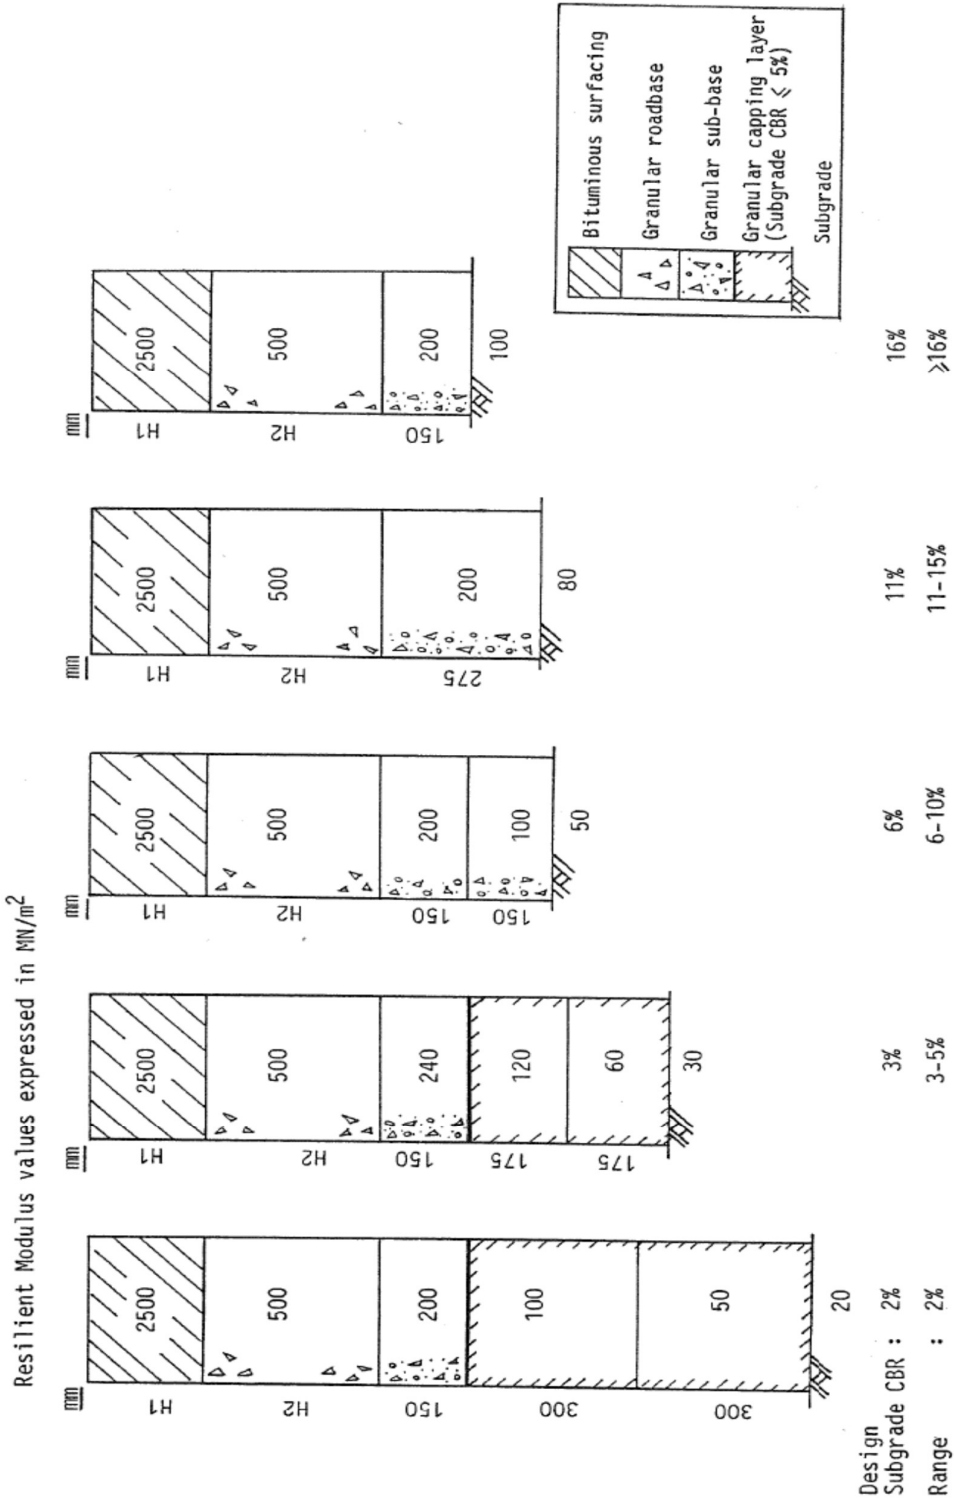 Resilient Modulus values expressed in MN/m²
mm
H1
H2
150
300
300
2500
500
200
100
50
20
mm
H1
H2
150
175
175
2500
500
240
120
60
30
mm
H1
H2
150
150
2500
500
200
100
50
mm
H1
H2
275
2500
500
200
80
mm
H1
H2
150
2500
500
200
100
Bituminous surfacing
Granular roadbase
Granular sub-base
Granular capping layer
(Subgrade CBR ⩽ 5%)
Subgrade
Design
Subgrade CBR : 2% 3% 6% 11% 16%
Range : 2% 3-5% 6-10% 11-15% ⩾16%